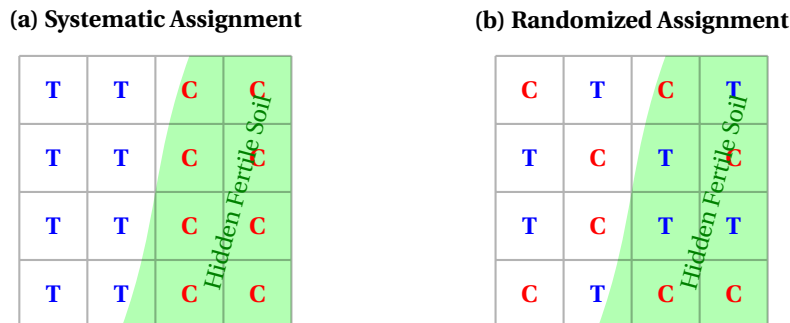 (a) Systematic Assignment
T T C C
T T C C
T T C C
T T C C
Hidden Fertile Soil
(b) Randomized Assignment
C T C T
T C T C
T C T T
C T C C
Hidden Fertile Soil